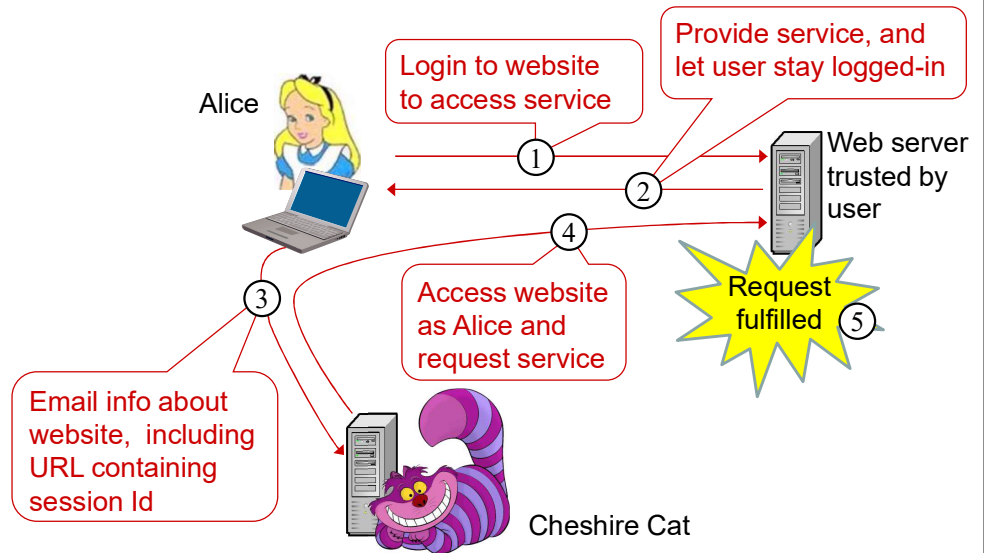 Alice
Login to website
to access service
Provide service, and
let user stay logged-in
1
2
Web server
trusted by
user
3
4
Access website
as Alice and
request service
Request
fulfilled
5
Email info about
website, including
URL containing
session Id
Cheshire Cat